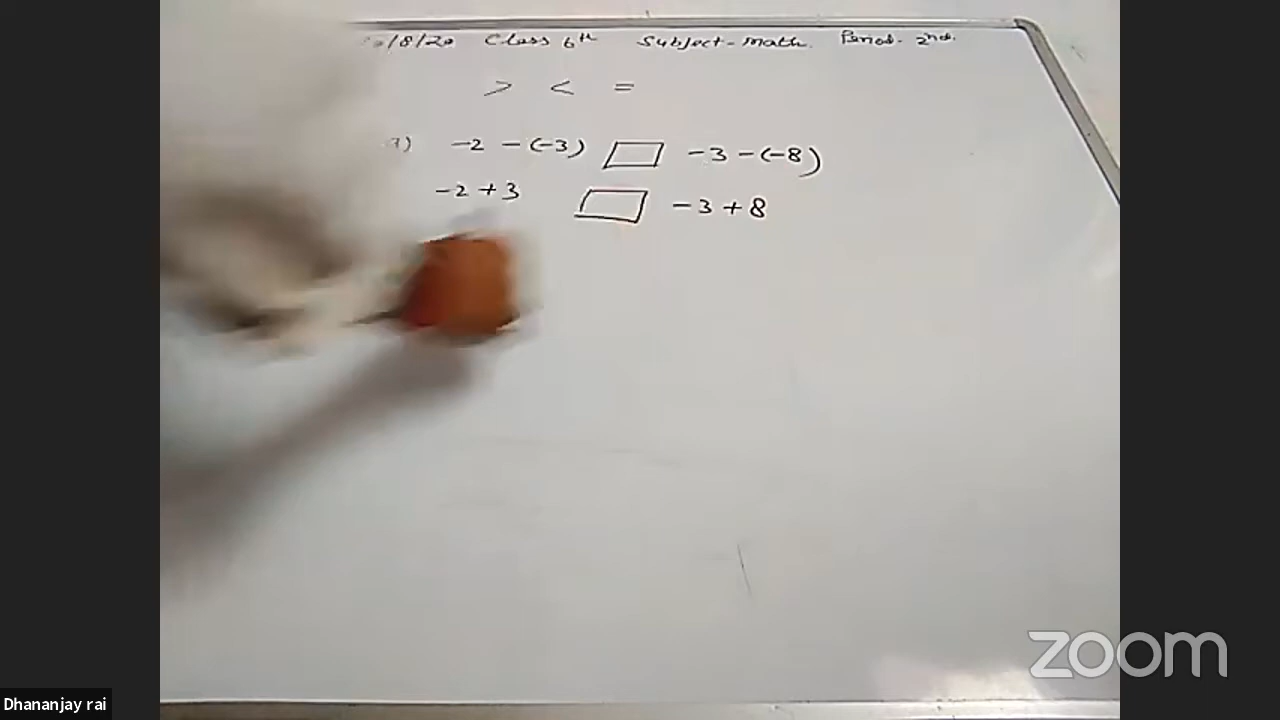 /8/20 Class 6th Subject-Math. Period- 2nd.
> < =
a) -2 -(-3) □ -3-(-8)
-2+3 □ -3+8
zoom
Dhananjay rai